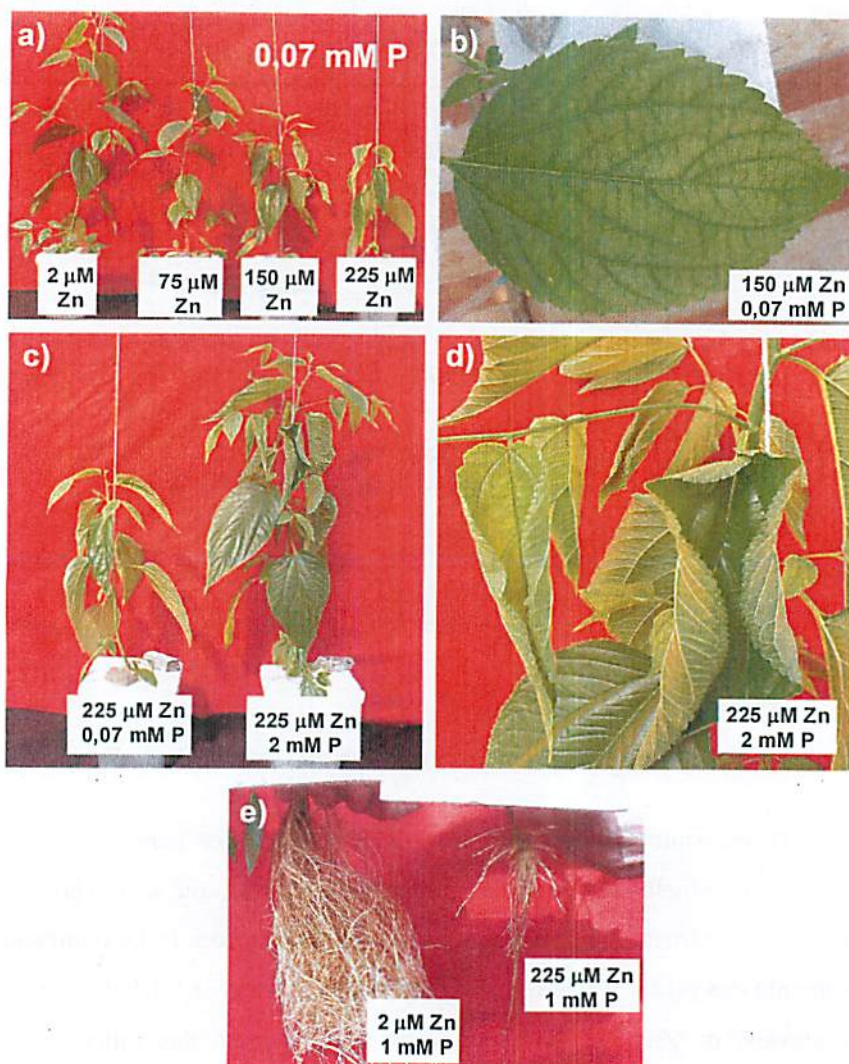 a)
0,07 mM P
2 µM
Zn
75 µM
Zn
150 µM
Zn
225 µM
Zn
b)
150 µM Zn
0,07 mM P
c)
225 µM Zn
0,07 mM P
225 µM Zn
2 mM P
d)
225 µM Zn
2 mM P
e)
2 µM Zn
1 mM P
225 µM Zn
1 mM P